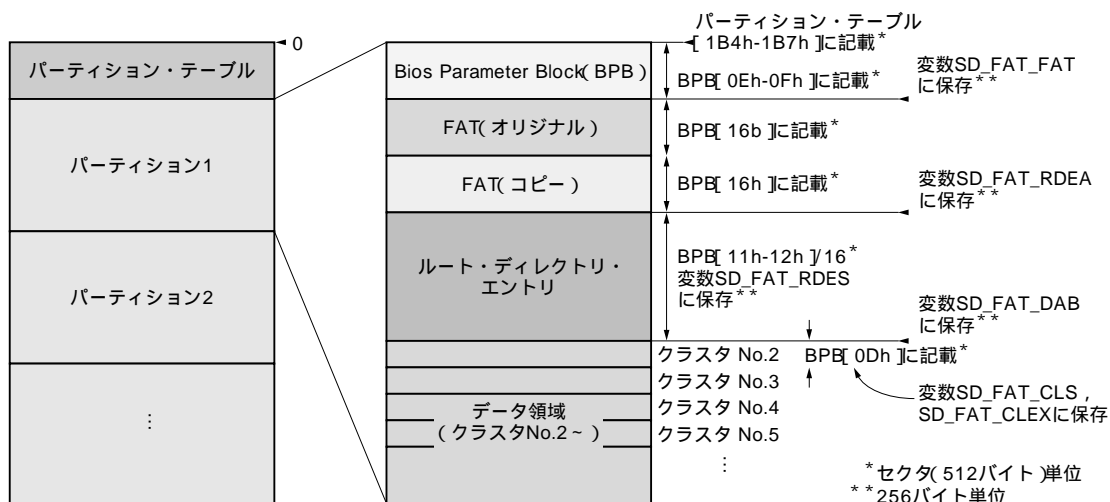 0
パーティション・テーブル
パーティション1
パーティション2
⋮
Bios Parameter Block(BPB)
FAT(オリジナル)
FAT(コピー)
ルート・ディレクトリ・
エントリ
データ領域
(クラスタNo.2~)
パーティション・テーブル
[1B4h-1B7h]に記載*
BPB[0Eh-0Fh]に記載*
BPB[16b]に記載*
BPB[16h]に記載*
BPB[11h-12h]/16*
変数SD_FAT_RDES
に保存**
クラスタ No.2
クラスタ No.3
クラスタ No.4
クラスタ No.5
⋮
変数SD_FAT_FAT
に保存**
変数SD_FAT_RDEA
に保存**
変数SD_FAT_DAB
に保存**
BPB[0Dh]に記載*
変数SD_FAT_CLS,
SD_FAT_CLEXに保存
*セクタ(512バイト)単位
**256バイト単位